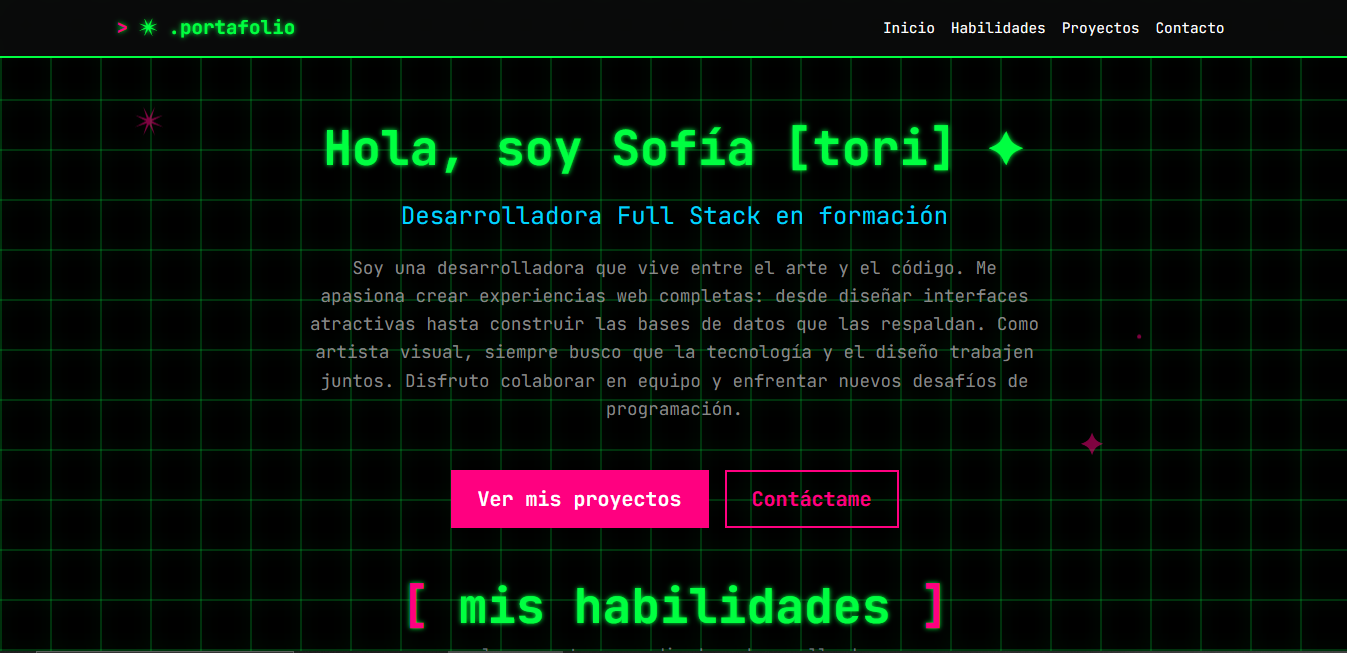 > ✷ .portafolio
Inicio Habilidades Proyectos Contacto
Hola, soy Sofía [tori] ✦
Desarrolladora Full Stack en formación
Soy una desarrolladora que vive entre el arte y el código. Me
apasiona crear experiencias web completas: desde diseñar interfaces
atractivas hasta construir las bases de datos que las respaldan. Como
artista visual, siempre busco que la tecnología y el diseño trabajen
juntos. Disfruto colaborar en equipo y enfrentar nuevos desafíos de
programación.
Ver mis proyectos
Contáctame
[ mis habilidades ]